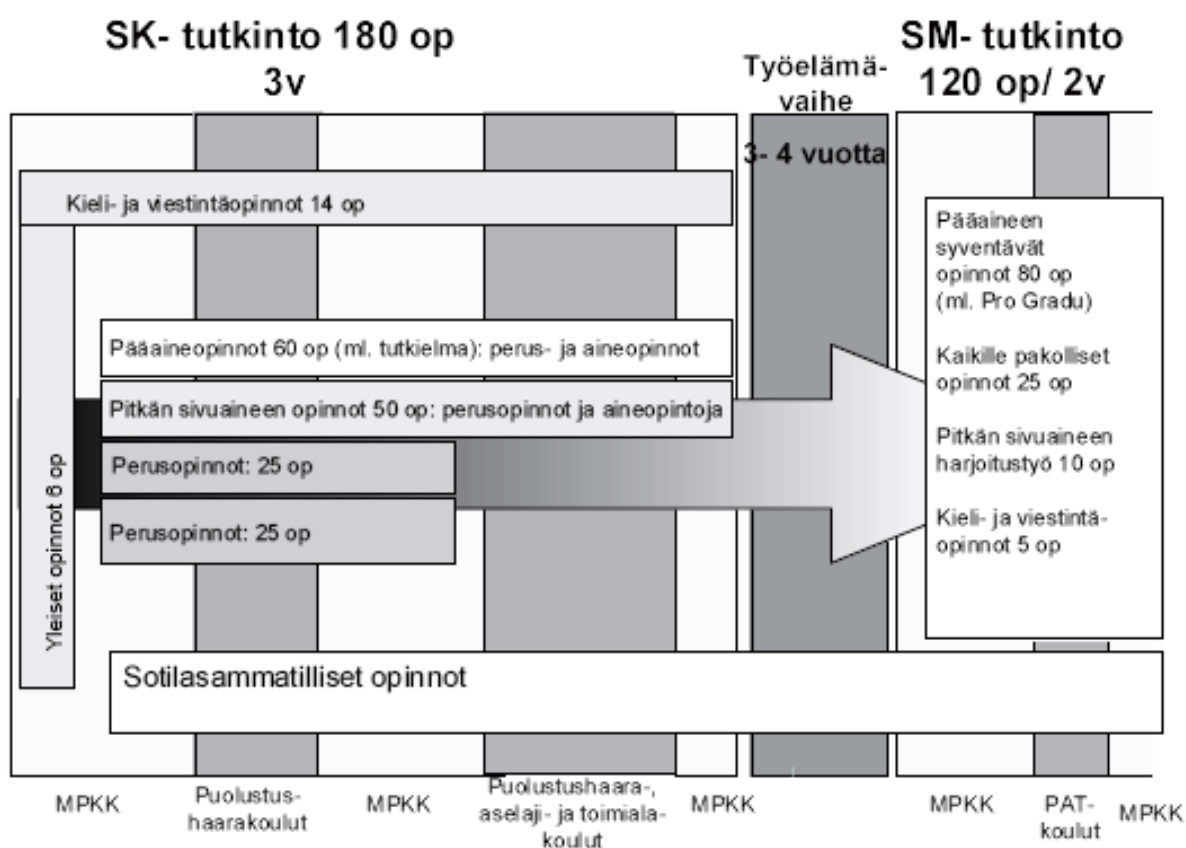 SK- tutkinto 180 op
3v
Työelämä-
vaihe
3- 4 vuotta
SM- tutkinto
120 op/ 2v
Kieli- ja viestintäopinnot 14 op
Yleiset opinnot 6 op
Pääaineopinnot 60 op (ml. tutkielma): perus- ja aineopinnot
Pitkän sivuaineen opinnot 50 op: perusopinnot ja aineopintoja
Perusopinnot: 25 op
Perusopinnot: 25 op
Pääaineen
syventävät
opinnot 80 op
(ml. Pro Gradu)
Kaikille pakolliset
opinnot 25 op
Pitkän sivuaineen
harjoitustyö 10 op
Kieli- ja viestintä-
opinnot 5 op
Sotilasammatilliset opinnot
MPKK
Puolustus-
haarakoulut
MPKK
Puolustushaara-,
aselaji- ja toimiala-
koulut
MPKK
MPKK
PAT-
koulut
MPKK